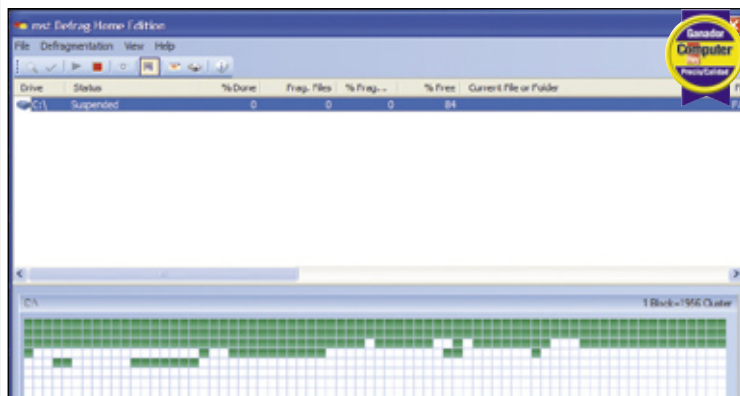 mst Defrag Home Edition
File Defragmentation View Help
Drive Status % Done Frag. Files % Frag... % Free Current File or Folder
C:\ Suspended 0 0 0 84
C:\ 1 Block=1956 Cluster
Ganador
Computer
Precio/Calidad